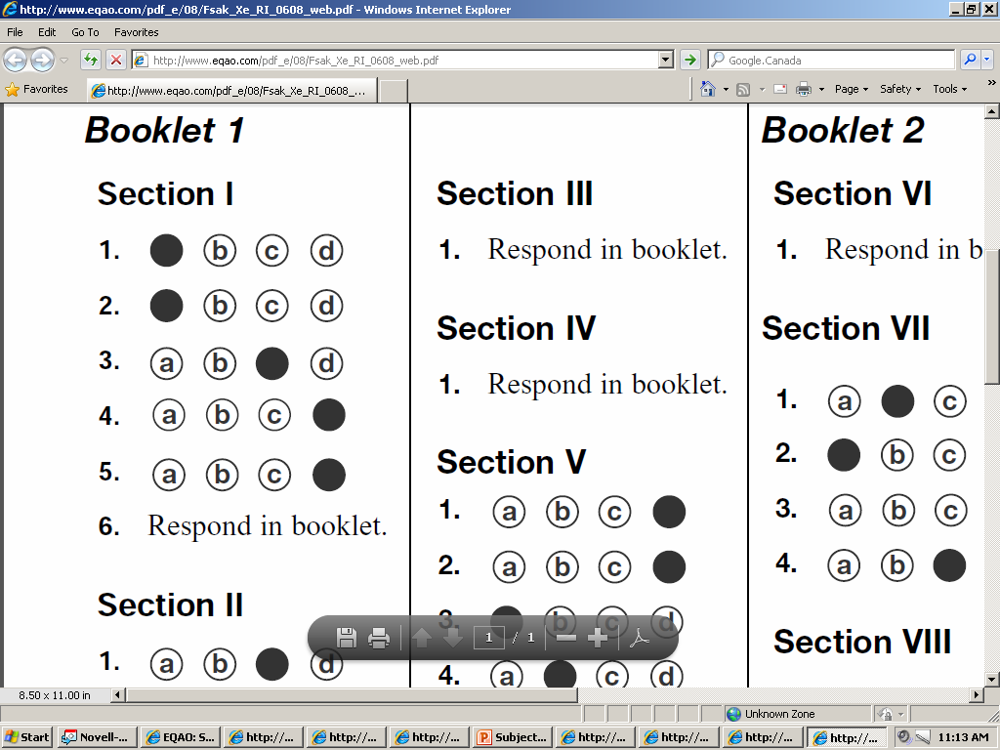 http://www.eqao.com/pdf_e/08/Fsak_Xe_RI_0608_web.pdf - Windows Internet Explorer
File Edit Go To Favorites
http://www.eqao.com/pdf_e/08/Fsak_Xe_RI_0608_web.pdf Google.Canada
Favorites http://www.eqao.com/pdf_e/08/Fsak_Xe_RI_0608_... Page Safety Tools »
Booklet 1
Section I
1. b c d
2. b c d
3. a b d
4. a b c
5. a b c
6. Respond in booklet.
Section II
1. a b d
Section III
1. Respond in booklet.
Section IV
1. Respond in booklet.
Section V
1. a b c
2. a b c
3. b c d
4. a c d
1 / 1
Booklet 2
Section VI
1. Respond in b
Section VII
1. a c
2. b c
3. a b c
4. a b
Section VIII
8.50 x 11.00 in
Unknown Zone
Start Novell-... EQAO: S... http://... http://... http://... Subject... http://... http://... http://... http://... 11:13 AM